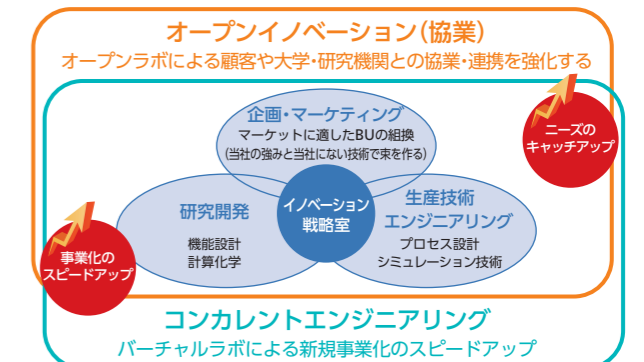 オープンイノベーション(協業)
オープンラボによる顧客や大学・研究機関との協業・連携を強化する
企画・マーケティング
マーケットに適したBUの組換
(当社の強みと当社にない技術で束を作る)
ニーズの
キャッチアップ
研究開発
機能設計
計算化学
イノベーション
戦略室
生産技術
エンジニアリング
プロセス設計
シミュレーション技術
事業化の
スピードアップ
コンカレントエンジニアリング
バーチャルラボによる新規事業化のスピードアップ